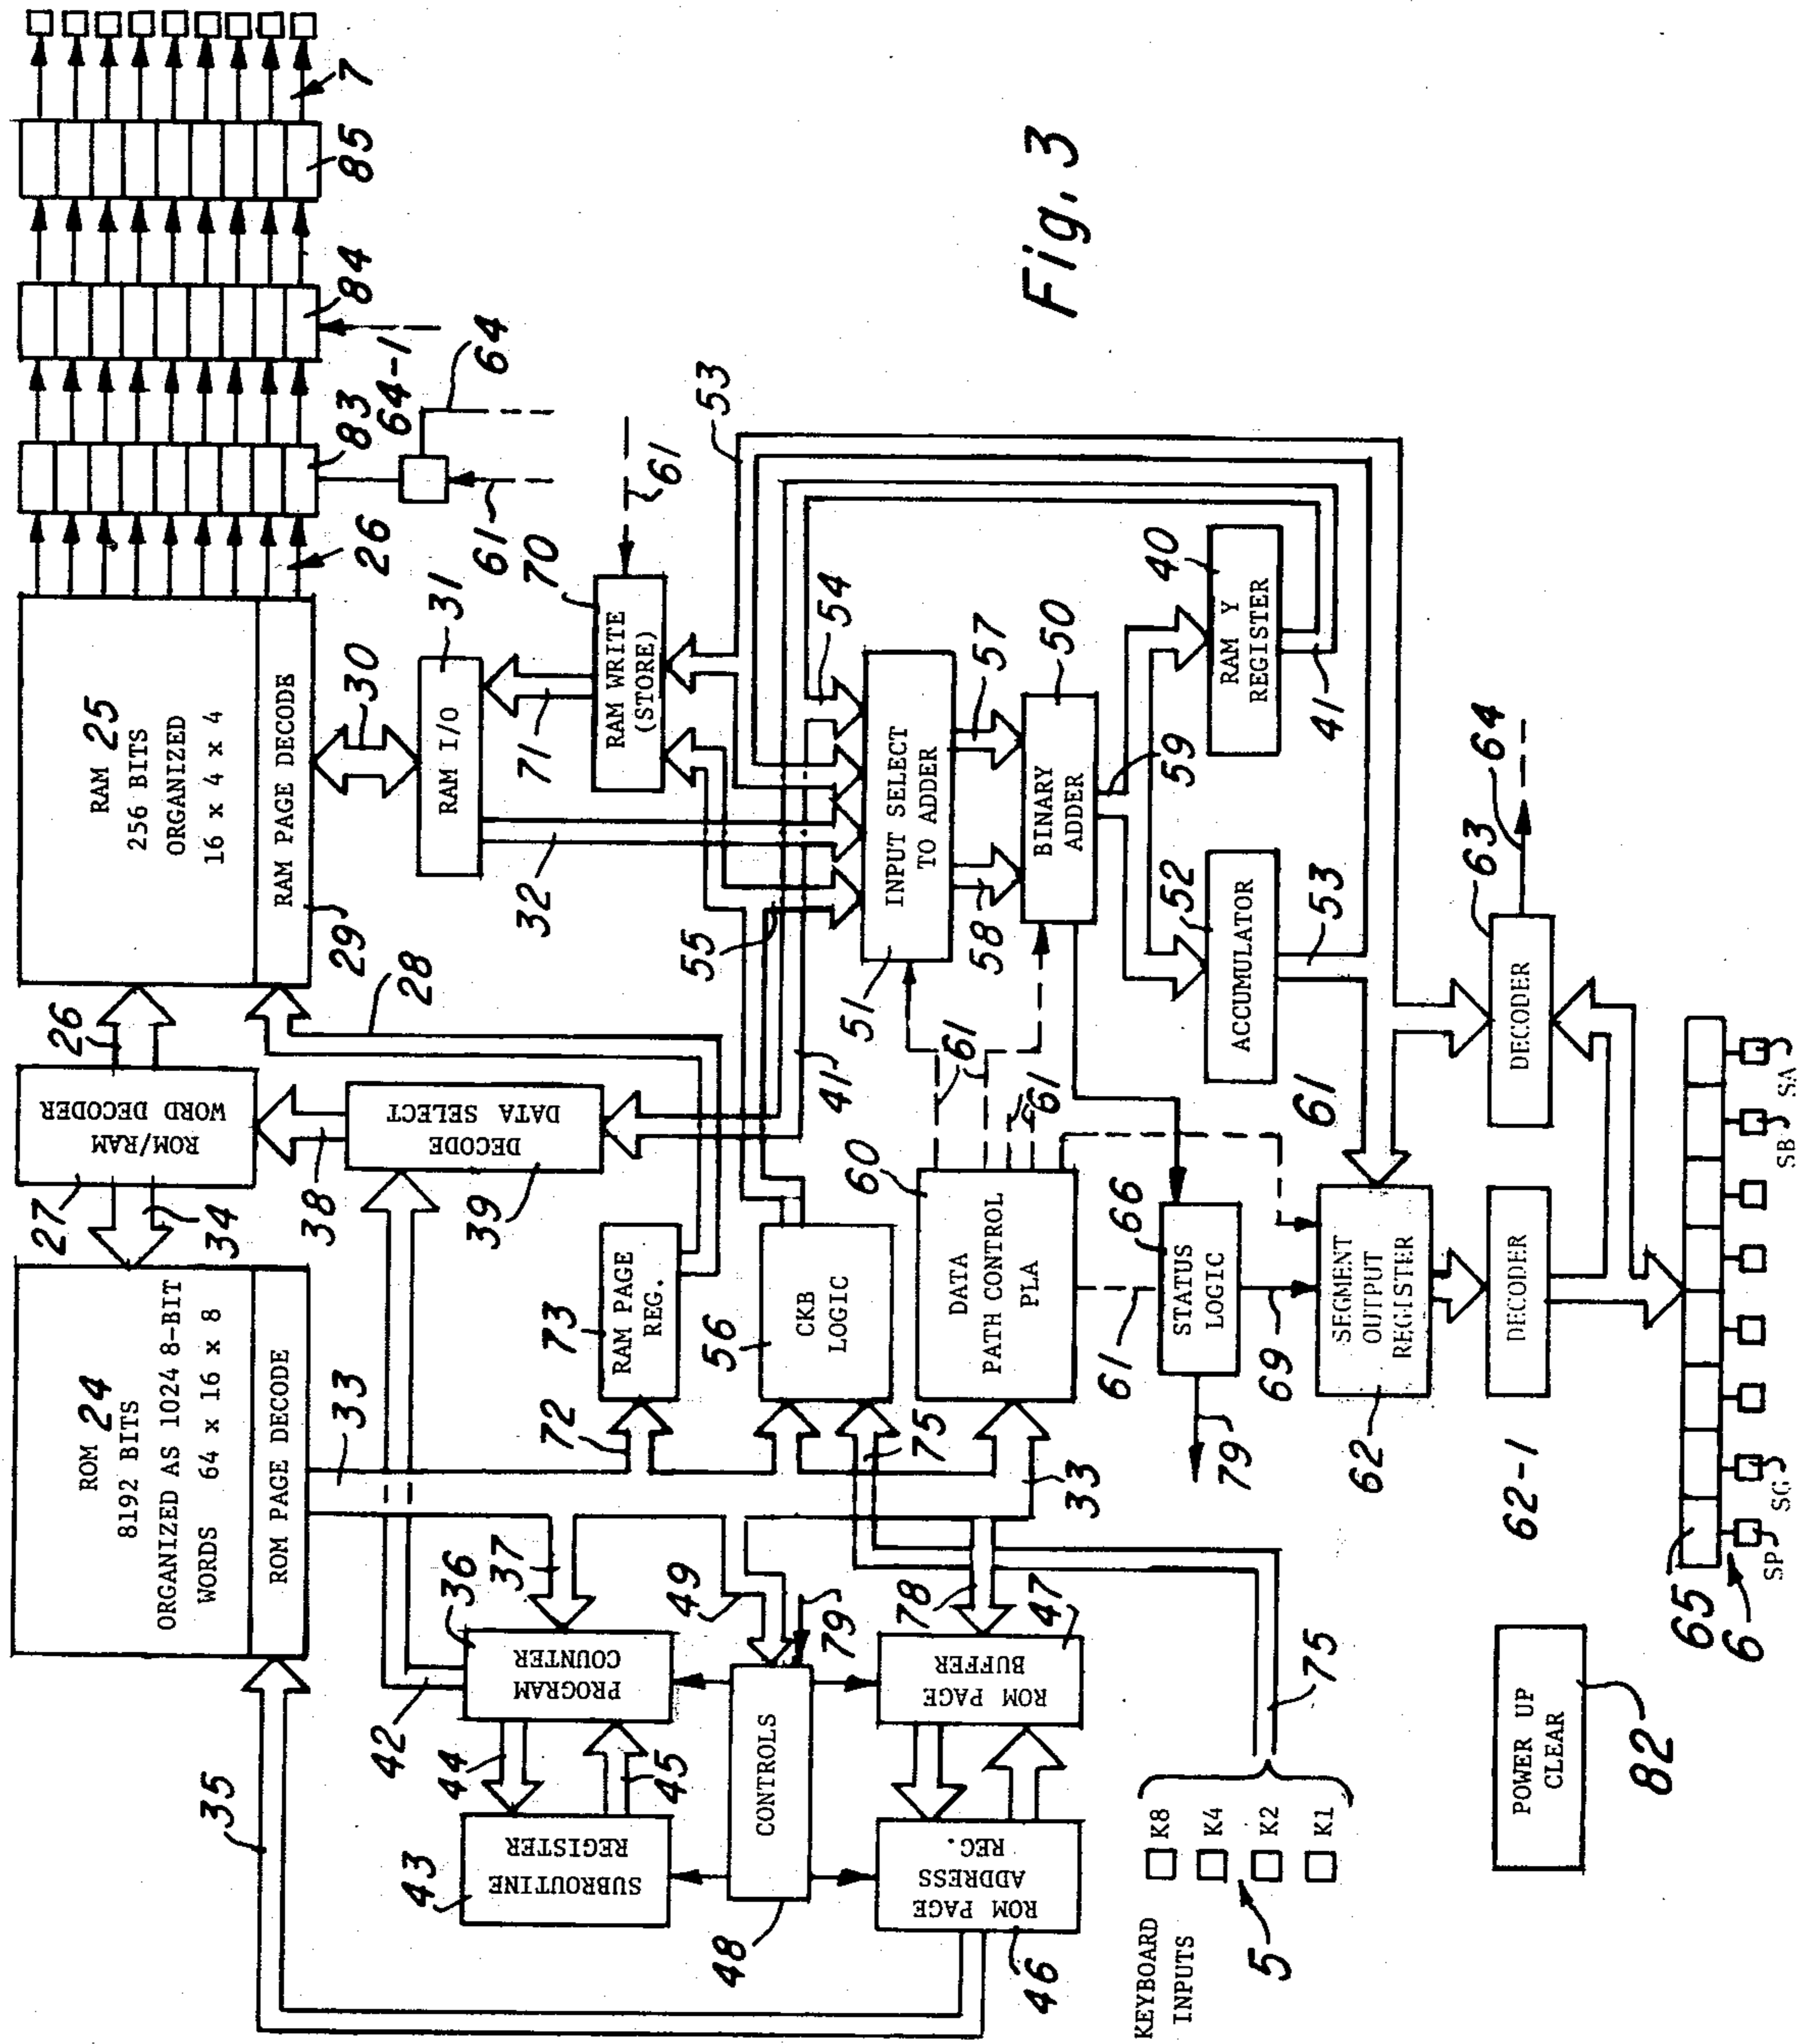 ROM 24
8192 BITS
ORGANIZED AS 1024 8-BIT
WORDS 64 x 16 x 8
ROM PAGE DECODE
RAM 25
256 BITS
ORGANIZED
16 x 4 x 4
RAM PAGE DECODE
ROM/RAM
WORD DECODER
27
34
26
26
7
83
84
85
64-1
64
61
29
28
30
31
RAM I/O
38
DECODE
DATA SELECT
39
33
35
42
36
PROGRAM
COUNTER
37
44
45
43
SUBROUTINE
REGISTER
49
CONTROLS
48
79
ROM PAGE
BUFFER
47
78
ROM PAGE
ADDRESS
REG.
46
72
73
RAM PAGE
REG.
56
CKB
LOGIC
75
33
75
60
DATA
PATH CONTROL
PLA
61
61
41
55
32
71
70
RAM WRITE
(STORE)
61
53
54
51
INPUT SELECT
TO ADDER
57
58
BINARY
ADDER
50
59
40
RAM Y
REGISTER
41
52
ACCUMULATOR
53
61
66
STATUS
LOGIC
61
69
79
SEGMENT
OUTPUT
REGISTER
62
DECODER
62-1
DECODER
63
64
65
6
SP
SG
SB
SA
KEYBOARD
INPUTS
5
K8
K4
K2
K1
POWER UP
CLEAR
82
Fig. 3